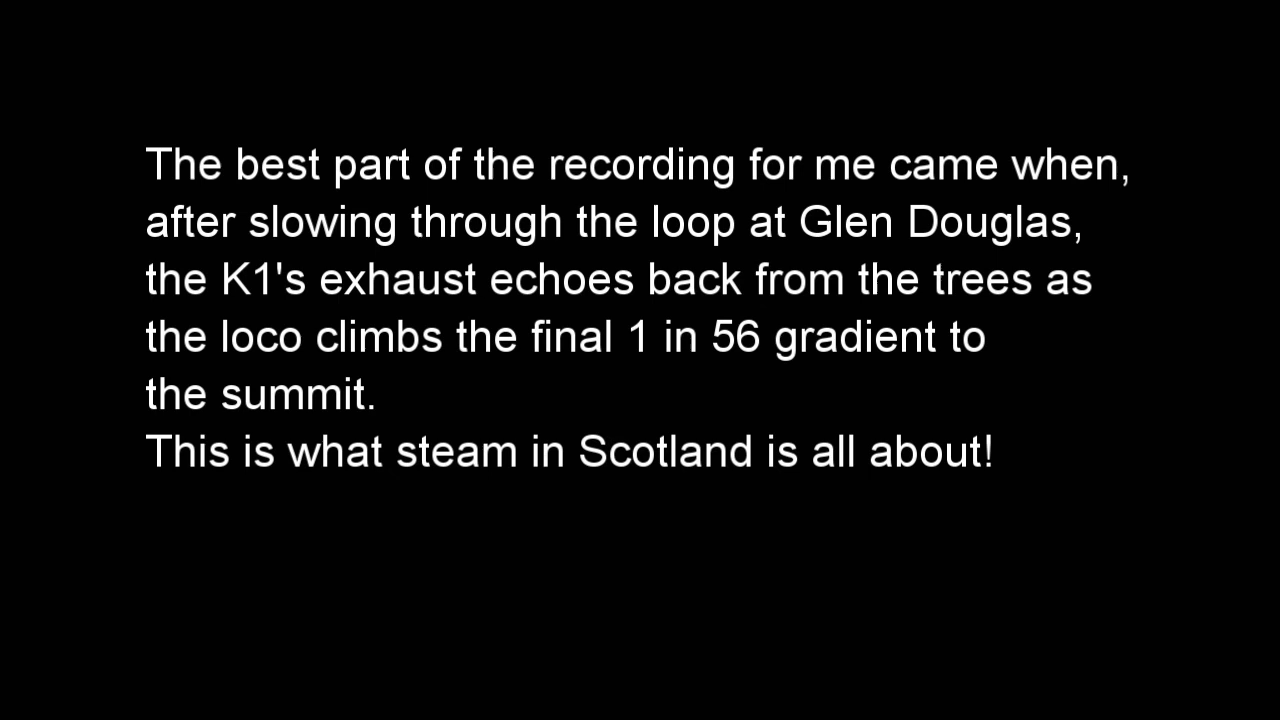 The best part of the recording for me came when,
after slowing through the loop at Glen Douglas,
the K1's exhaust echoes back from the trees as
the loco climbs the final 1 in 56 gradient to
the summit.
This is what steam in Scotland is all about!